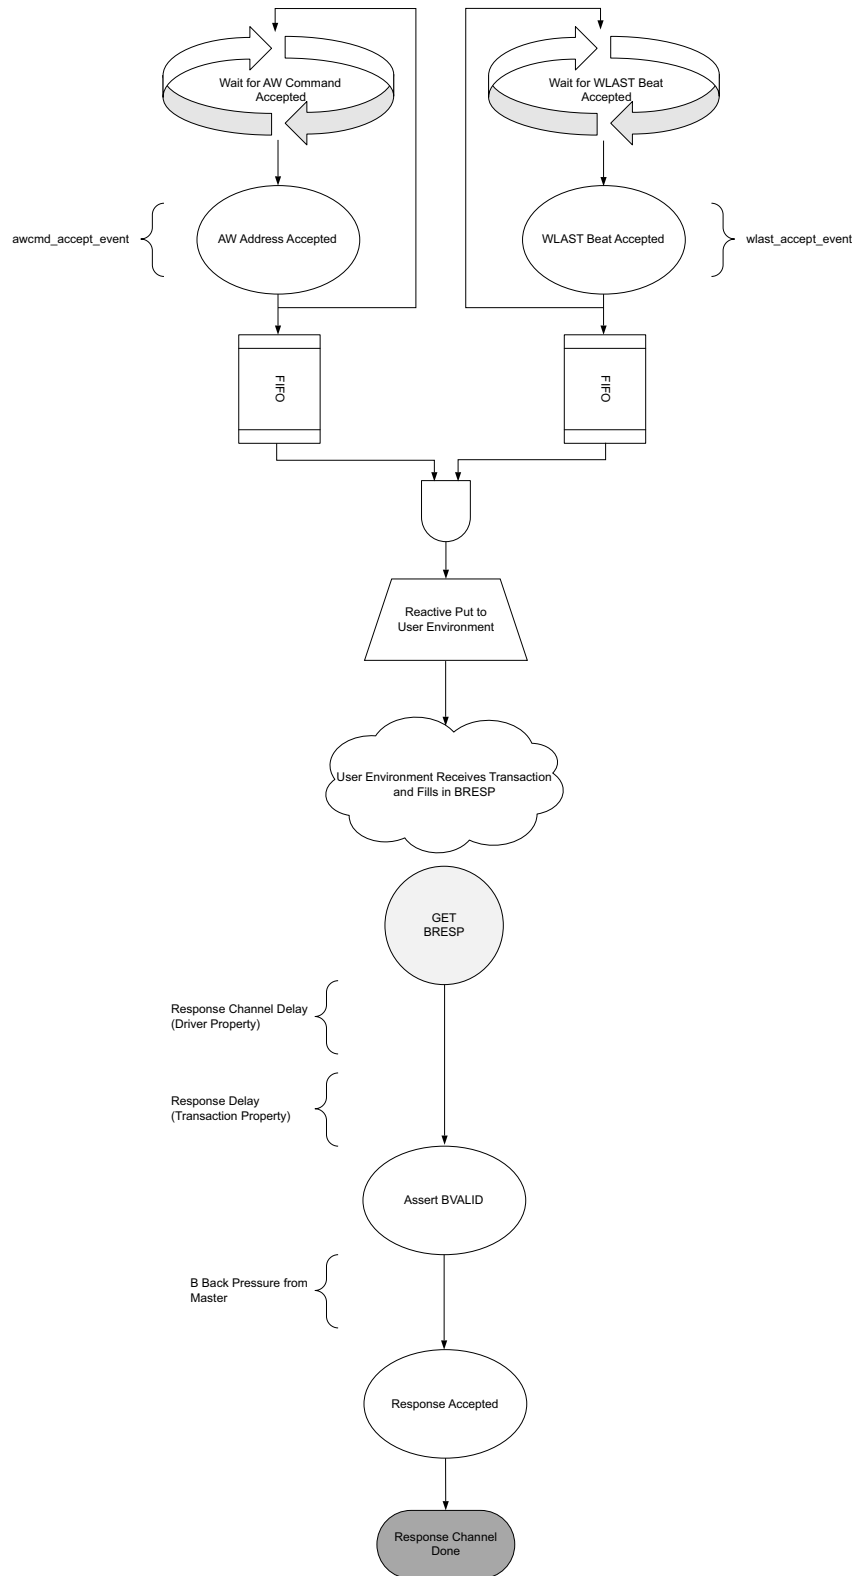 Wait for AW Command
Accepted
Wait for WLAST Beat
Accepted
awcmd_accept_event
AW Address Accepted
WLAST Beat Accepted
wlast_accept_event
FIFO
FIFO
Reactive Put to
User Environment
User Environment Receives Transaction
and Fills in BRESP
GET
BRESP
Response Channel Delay
(Driver Property)
Response Delay
(Transaction Property)
Assert BVALID
B Back Pressure from
Master
Response Accepted
Response Channel
Done